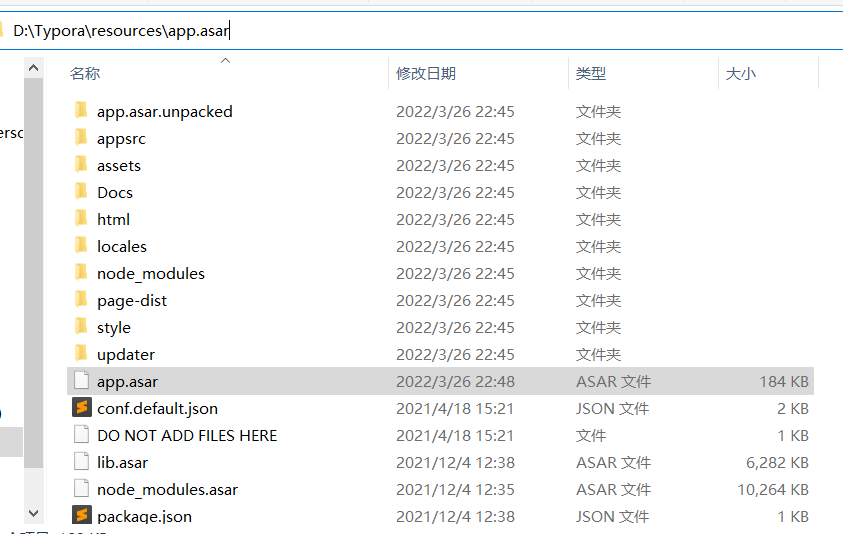 D:\Typora\resources\app.asar
名称 修改日期 类型 大小
app.asar.unpacked 2022/3/26 22:45 文件夹
appsrc 2022/3/26 22:45 文件夹
assets 2022/3/26 22:45 文件夹
Docs 2022/3/26 22:45 文件夹
html 2022/3/26 22:45 文件夹
locales 2022/3/26 22:45 文件夹
node_modules 2022/3/26 22:45 文件夹
page-dist 2022/3/26 22:45 文件夹
style 2022/3/26 22:45 文件夹
updater 2022/3/26 22:45 文件夹
app.asar 2022/3/26 22:48 ASAR 文件 184 KB
conf.default.json 2021/4/18 15:21 JSON 文件 2 KB
DO NOT ADD FILES HERE 2021/4/18 15:21 文件 1 KB
lib.asar 2021/12/4 12:38 ASAR 文件 6,282 KB
node_modules.asar 2021/12/4 12:35 ASAR 文件 10,264 KB
package.json 2021/12/4 12:38 JSON 文件 1 KB